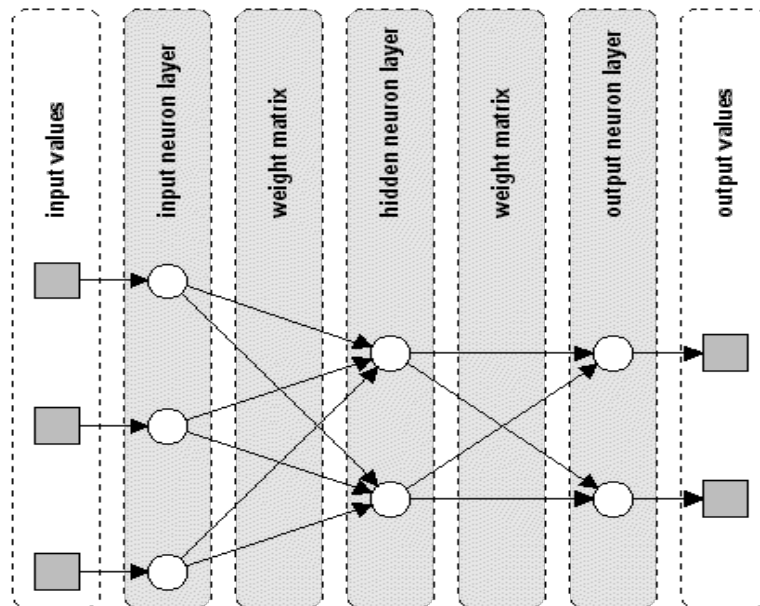 input values
input neuron layer
weight matrix
hidden neuron layer
weight matrix
output neuron layer
output values